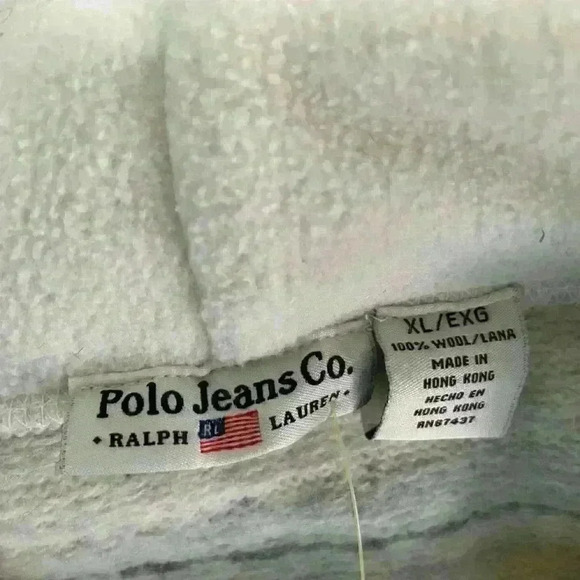 Polo Jeans Co.
• RALPH RL LAUREN •
XL/EXG
100% WOOL/LANA
MADE IN
HONG KONG
HECHO EN
HONG KONG
RN67437